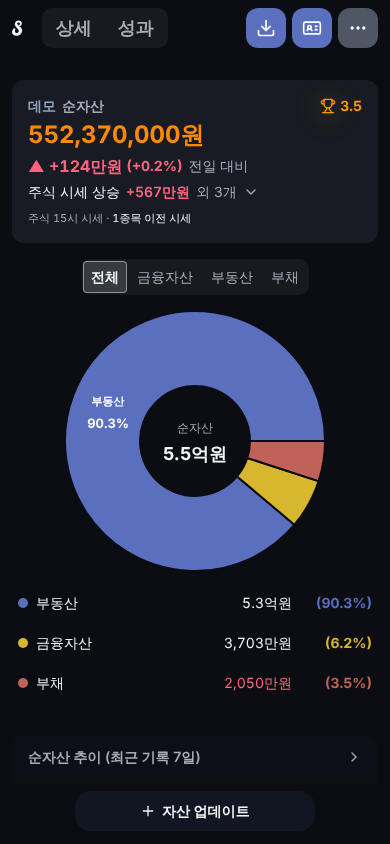 상세 성과
데모 순자산 3.5
552,370,000원
▲ +124만원 (+0.2%) 전일 대비
주식 시세 상승 +567만원 외 3개
주식 15시 시세 · 1종목 이전 시세
전체 금융자산 부동산 부채
부동산
90.3%
순자산
5.5억원
부동산 5.3억원 (90.3%)
금융자산 3,703만원 (6.2%)
부채 2,050만원 (3.5%)
순자산 추이 (최근 기록 7일)
+ 자산 업데이트